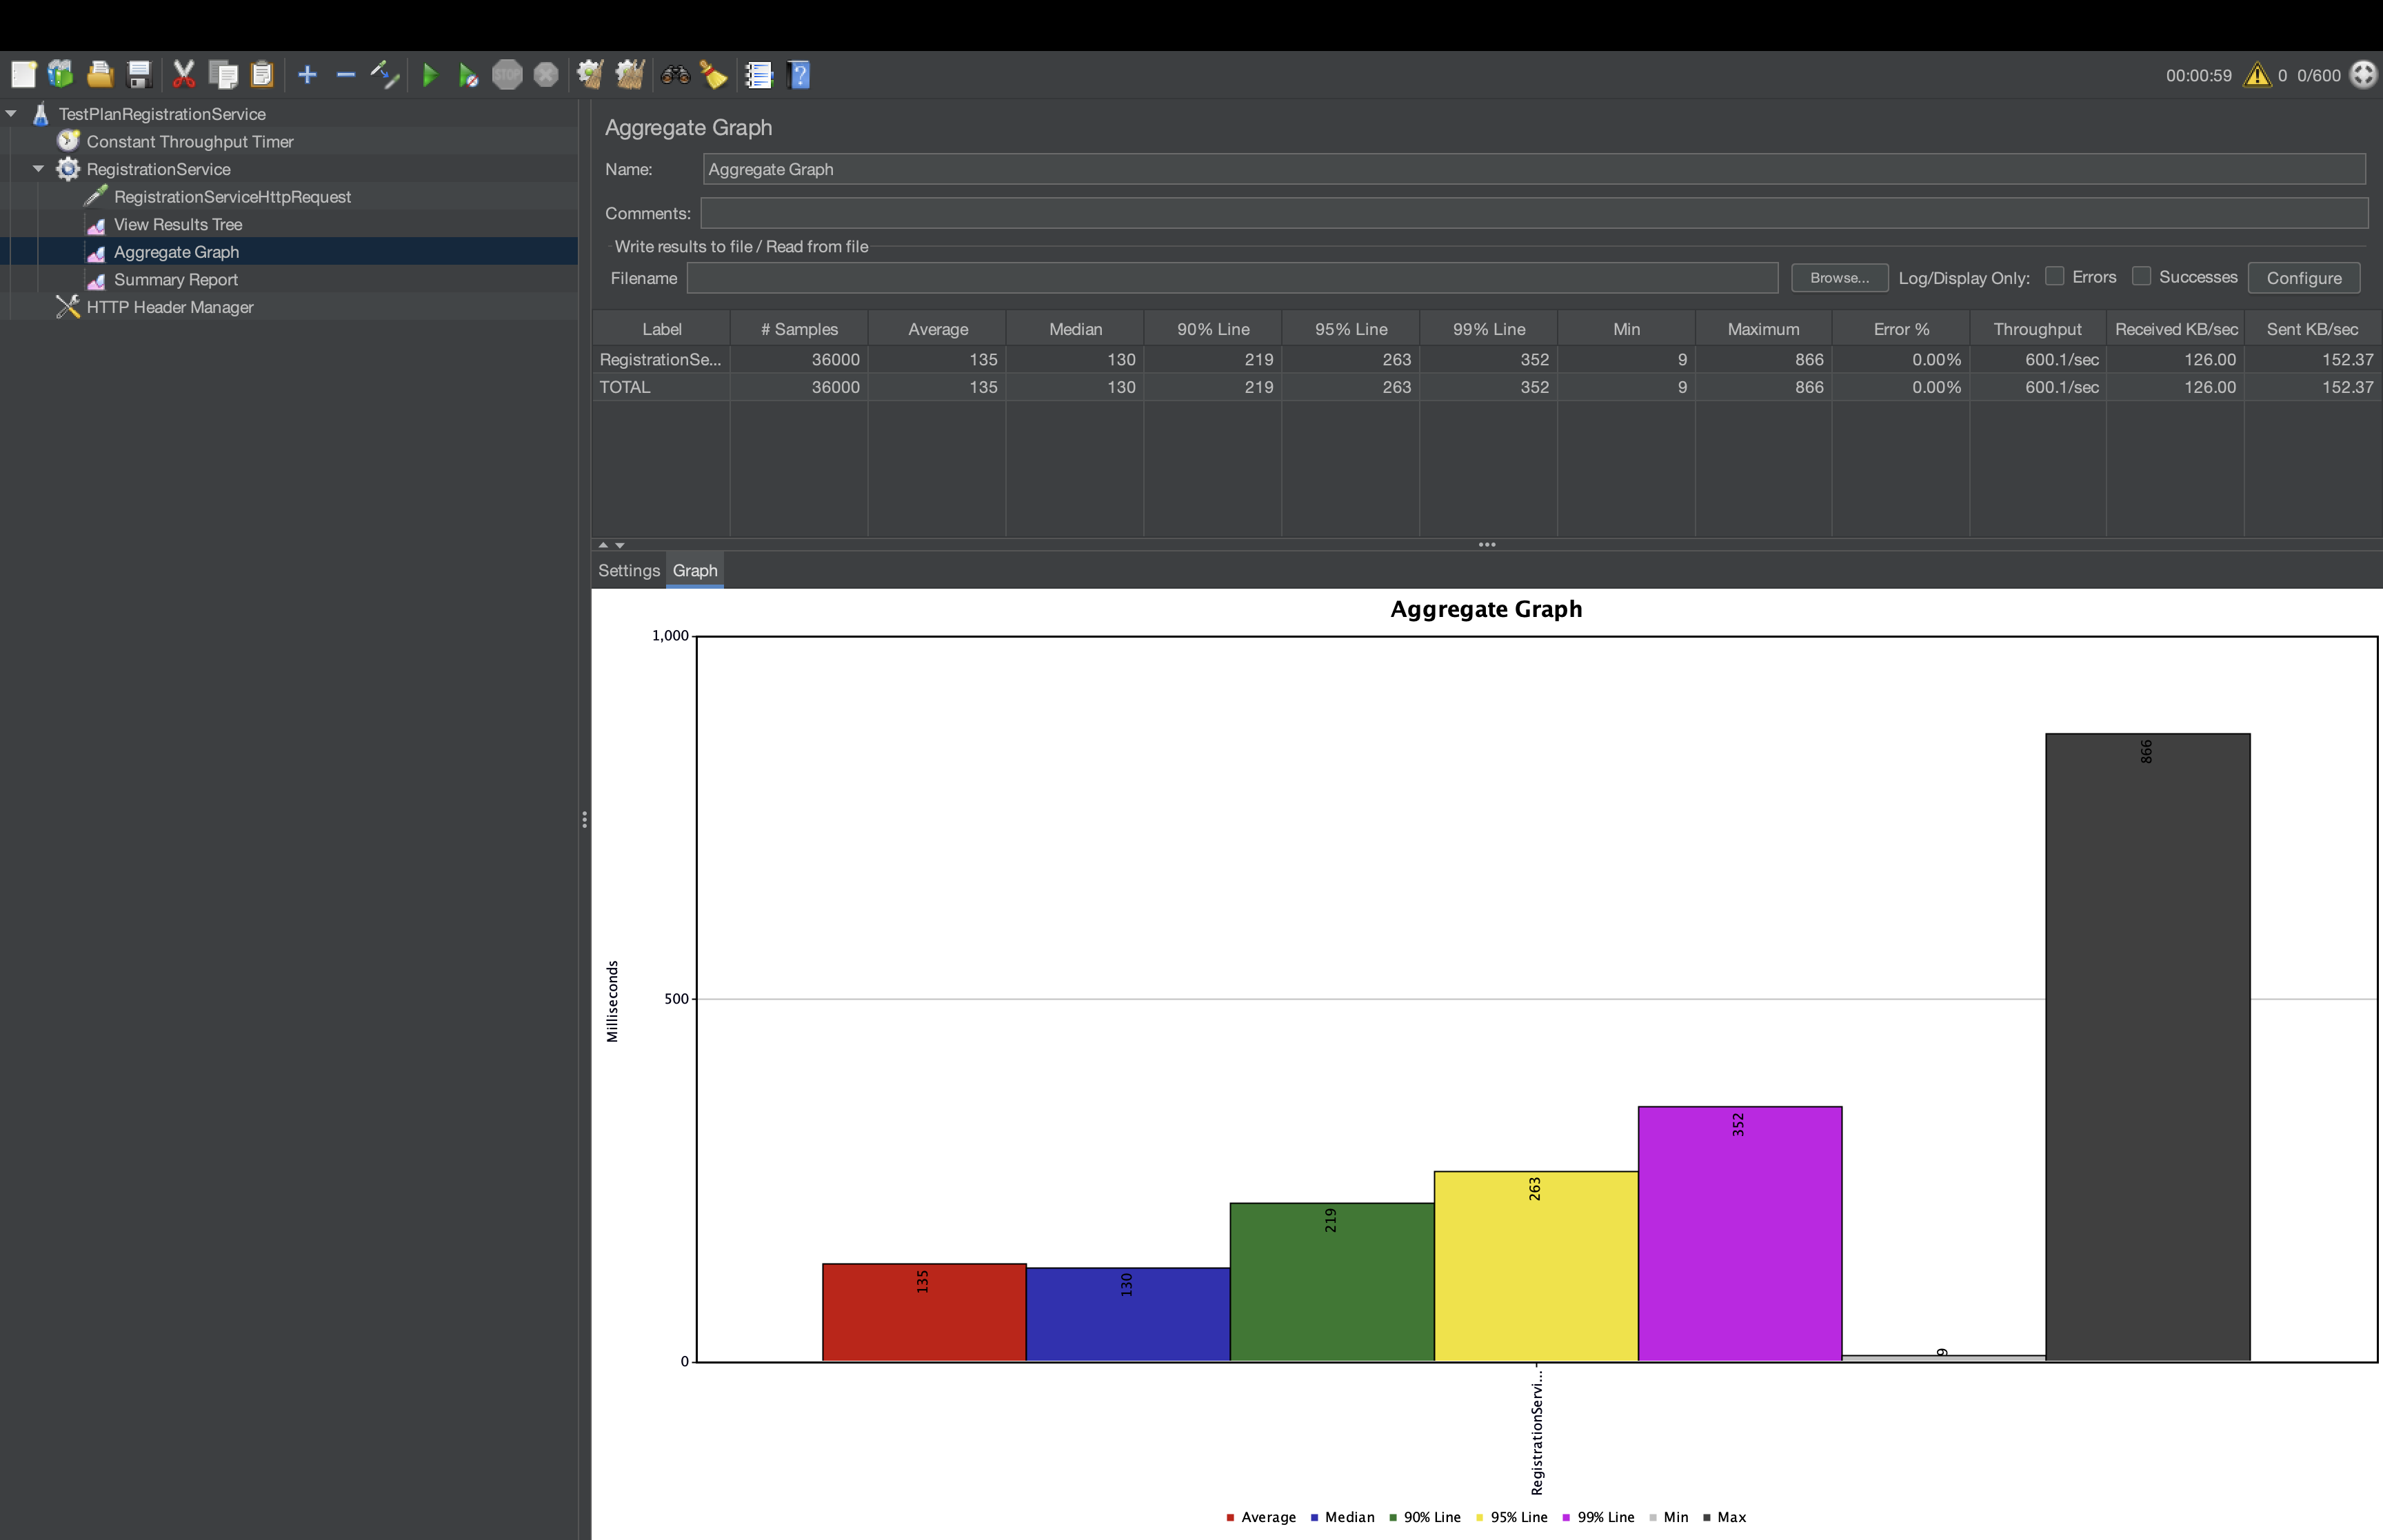 STOP
00:00:59 0 0/600
TestPlanRegistrationService
Constant Throughput Timer
RegistrationService
RegistrationServiceHttpRequest
View Results Tree
Aggregate Graph
Summary Report
HTTP Header Manager
Aggregate Graph
Name: Aggregate Graph
Comments:
Write results to file / Read from file
Filename Browse... Log/Display Only: Errors Successes Configure
Label # Samples Average Median 90% Line 95% Line 99% Line Min Maximum Error % Throughput Received KB/sec Sent KB/sec
RegistrationSe... 36000 135 130 219 263 352 9 866 0.00% 600.1/sec 126.00 152.37
TOTAL 36000 135 130 219 263 352 9 866 0.00% 600.1/sec 126.00 152.37
Settings Graph
Aggregate Graph
1,000
500
0
Milliseconds
135
130
219
263
352
9
866
RegistrationServi...
Average Median 90% Line 95% Line 99% Line Min Max